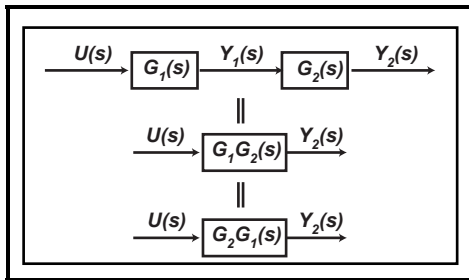 U(s) G₁(s) Y₁(s) G₂(s) Y₂(s)
||
U(s) G₁G₂(s) Y₂(s)
||
U(s) G₂G₁(s) Y₂(s)